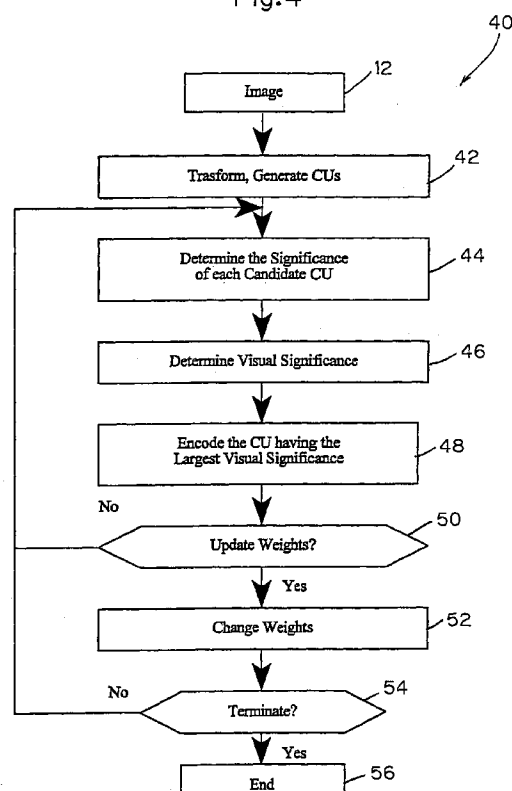 Fig.4
40
Image
12
Trasform, Generate CUs
42
Determine the Significance
of each Candidate CU
44
Determine Visual Significance
46
Encode the CU having the
Largest Visual Significance
48
No
50
Update Weights?
Yes
Change Weights
52
No
54
Terminate?
Yes
End
56